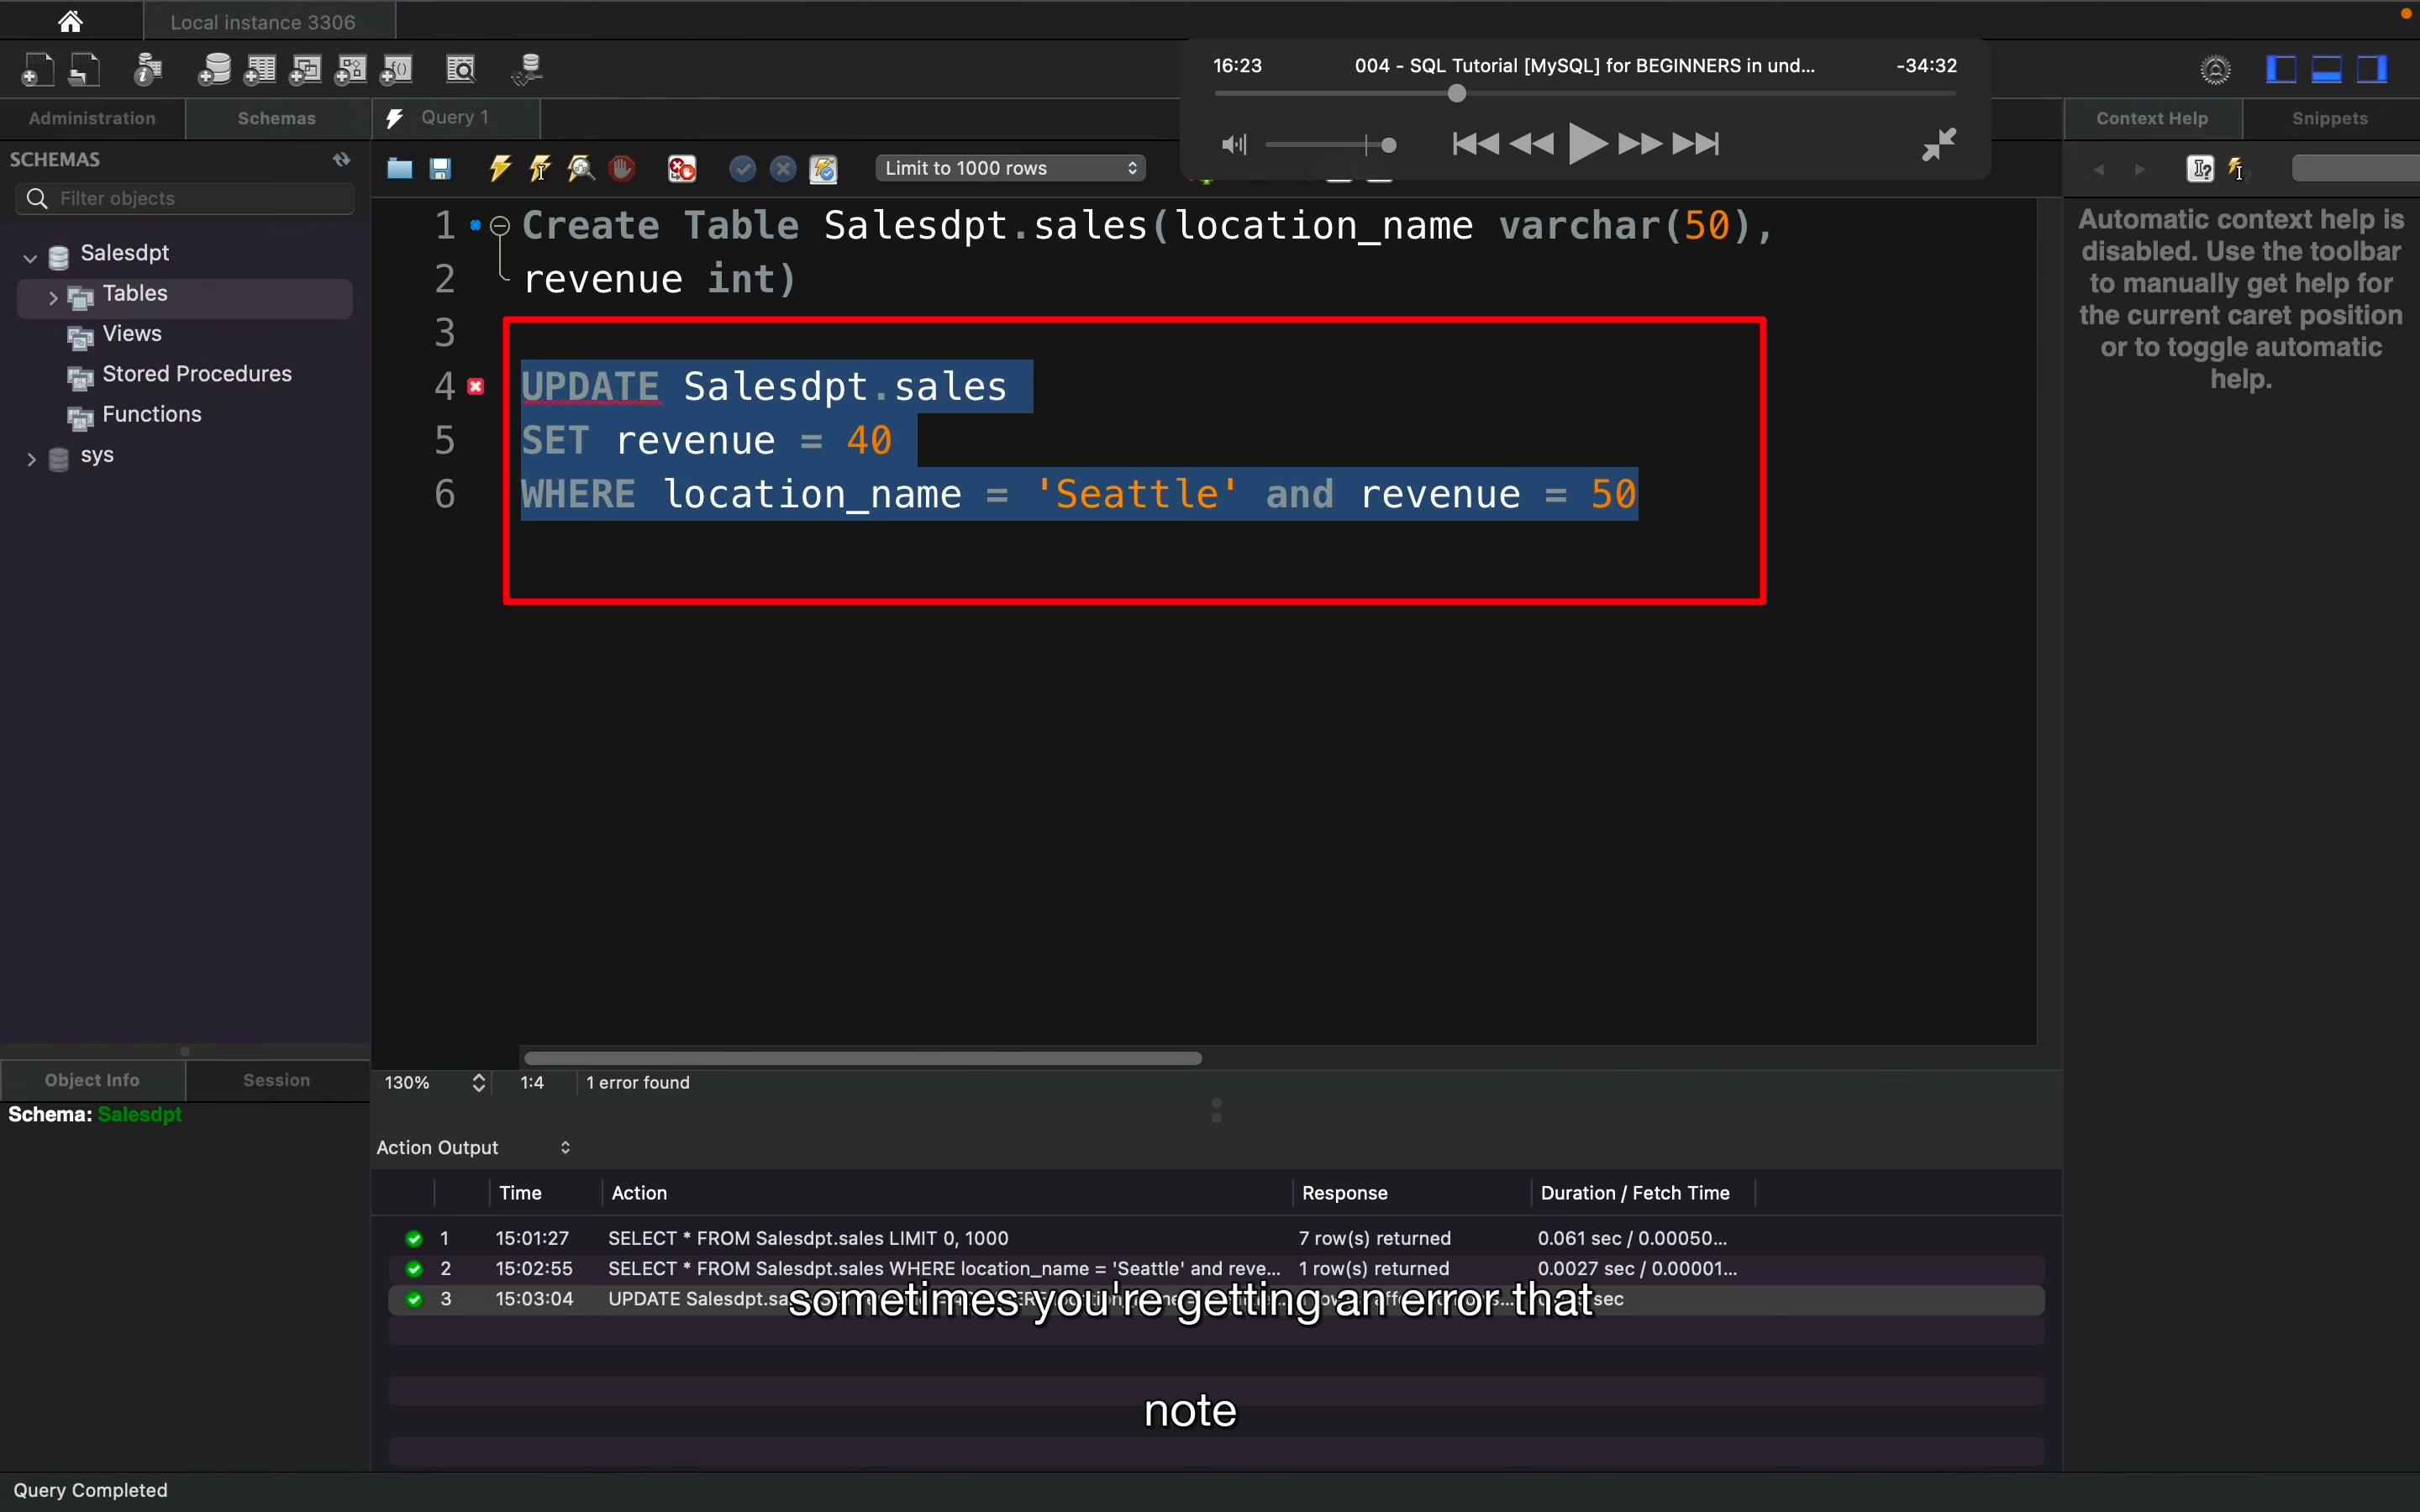 Local instance 3306
16:23
004 - SQL Tutorial [MySQL] for BEGINNERS in und...
-34:32
Administration
Schemas
Query 1
Context Help
Snippets
SCHEMAS
Filter objects
Limit to 1000 rows
Salesdpt
Tables
Views
Stored Procedures
Functions
sys
1 Create Table Salesdpt.sales(location_name varchar(50),
2 revenue int)
3
4 UPDATE Salesdpt.sales
5 SET revenue = 40
6 WHERE location_name = 'Seattle' and revenue = 50
Automatic context help is
disabled. Use the toolbar
to manually get help for
the current caret position
or to toggle automatic
help.
Object Info
Session
130%
1:4
1 error found
Schema: Salesdpt
Action Output
Time
Action
Response
Duration / Fetch Time
1 15:01:27 SELECT * FROM Salesdpt.sales LIMIT 0, 1000 7 row(s) returned 0.061 sec / 0.00050...
2 15:02:55 SELECT * FROM Salesdpt.sales WHERE location_name = 'Seattle' and reve... 1 row(s) returned 0.0027 sec / 0.00001...
3 15:03:04 UPDATE sec
sometimes you're getting an error that
note
Query Completed